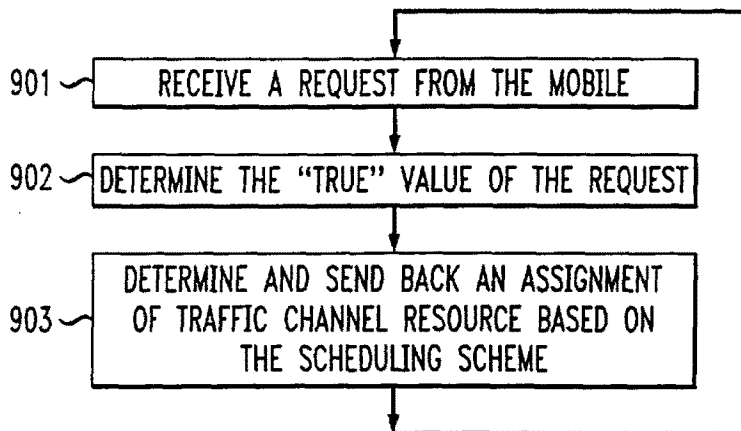 901 RECEIVE A REQUEST FROM THE MOBILE
902 DETERMINE THE “TRUE” VALUE OF THE REQUEST
DETERMINE AND SEND BACK AN ASSIGNMENT
903 OF TRAFFIC CHANNEL RESOURCE BASED ON
THE SCHEDULING SCHEME